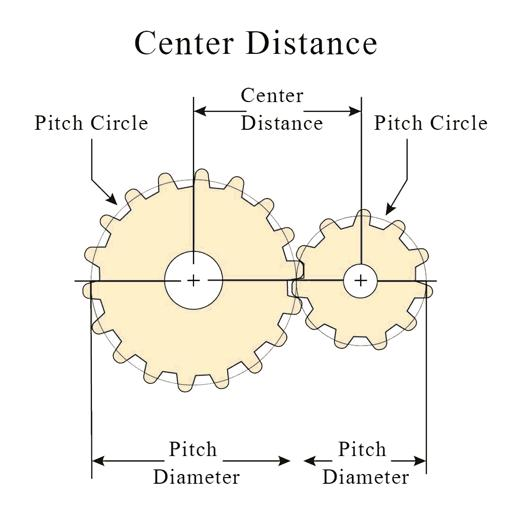 Center Distance
Center
Distance
Pitch Circle
Pitch Circle
Pitch
Diameter
Pitch
Diameter